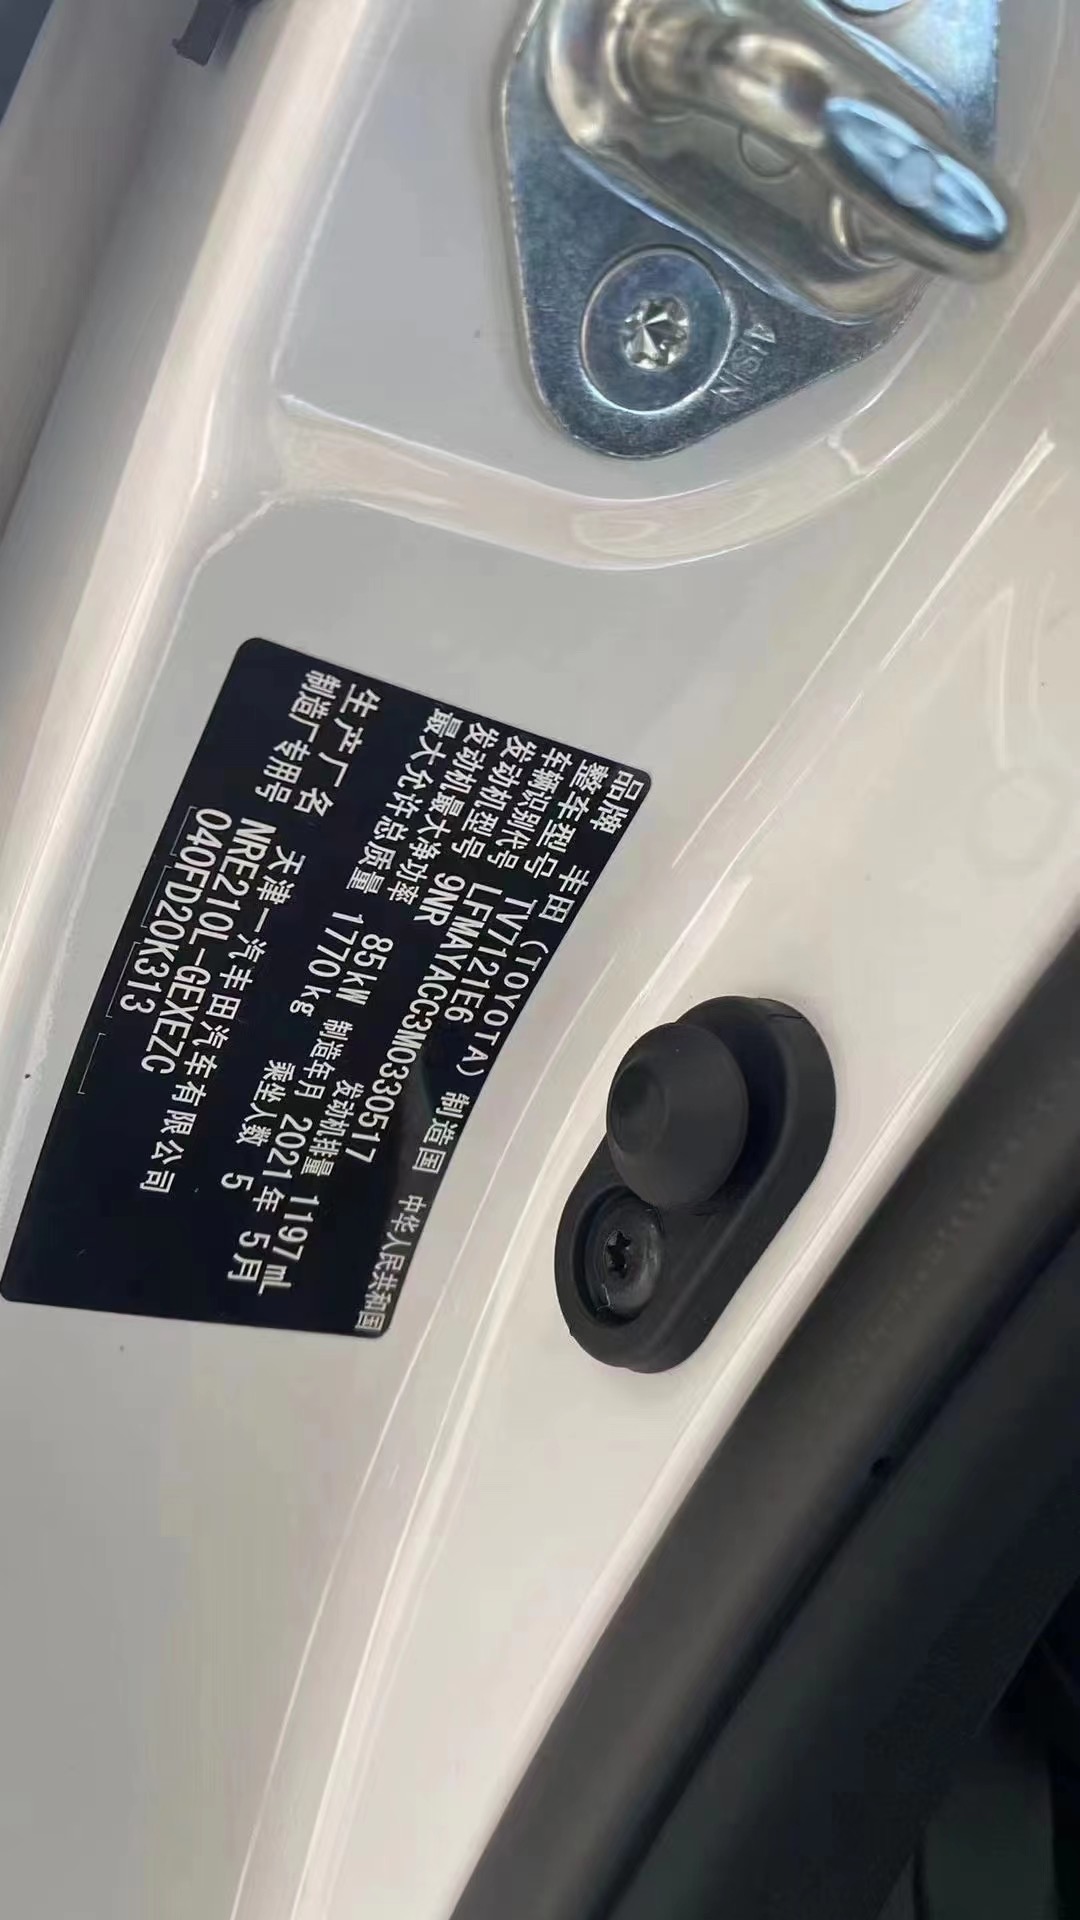 AISIN
品牌 丰田（TOYOTA） 制造国 中华人民共和国
整车型号 TV7121E6
车辆识别代号 LFMAYACC3M0330517
发动机型号 9NR 发动机排量 1197mL
发动机最大净功率 85kW 制造年月 2021年 5月
最大允许总质量 1770kg 乘坐人数 5
生产厂名 天津一汽丰田汽车有限公司
制造厂专用号 NRE210L-GEXEZC
040FD20K313